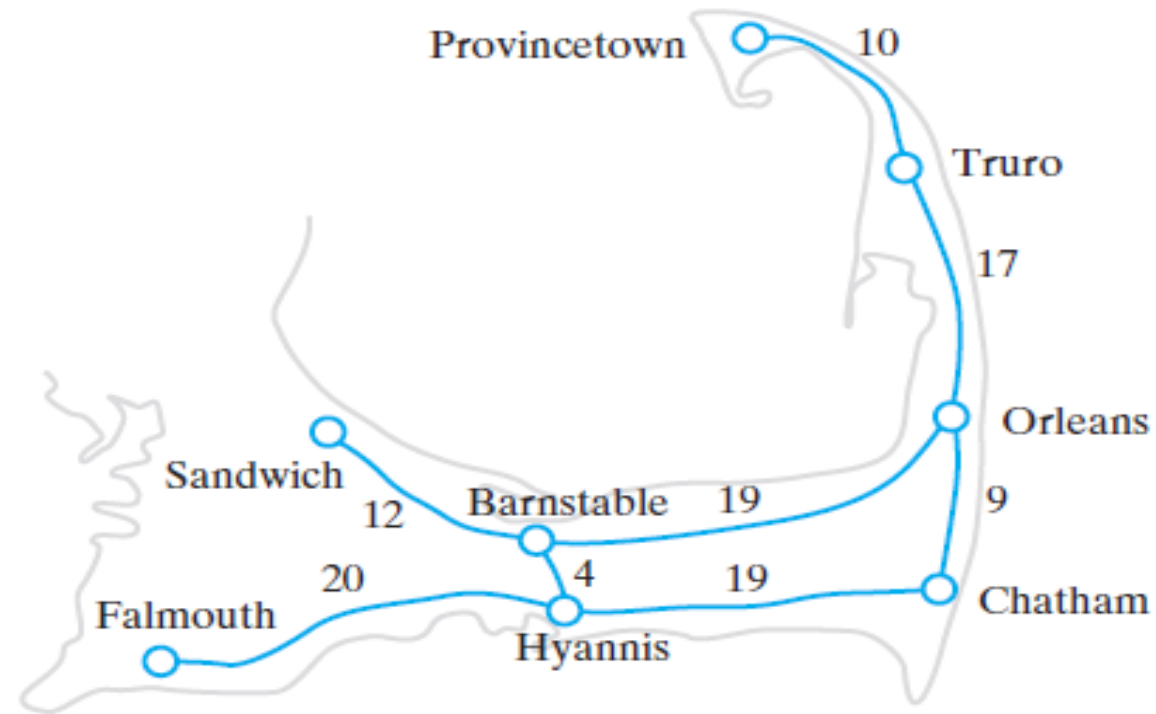 Provincetown
10
Truro
17
Orleans
Sandwich
Barnstable
19
9
12
20
4
19
Falmouth
Chatham
Hyannis